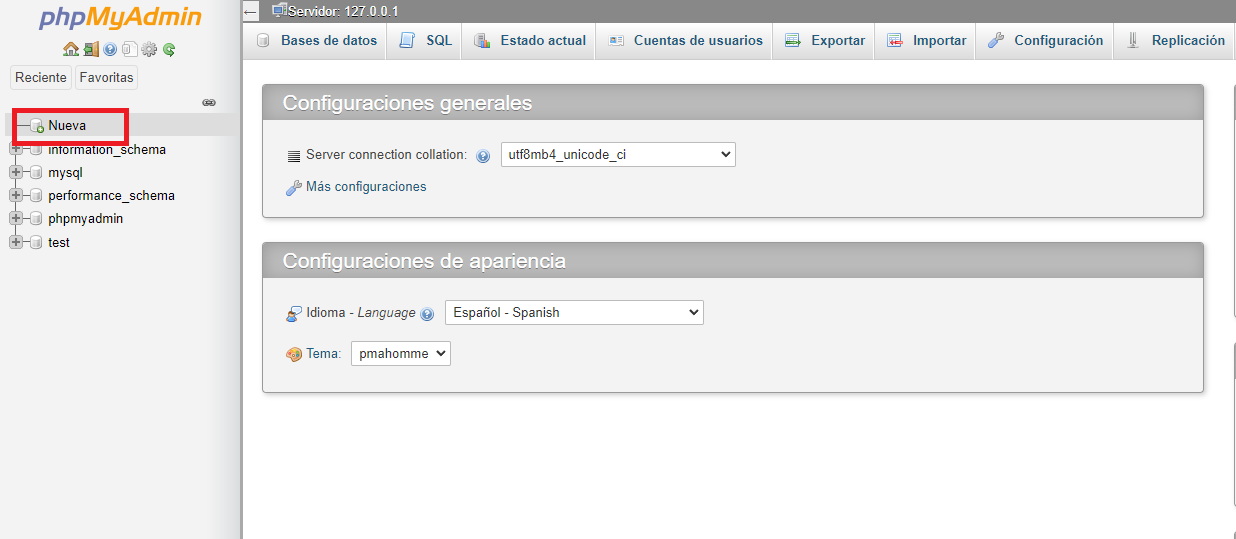 phpMyAdmin
Reciente Favoritas
Nueva
information_schema
mysql
performance_schema
phpmyadmin
test
Servidor: 127.0.0.1
Bases de datos SQL Estado actual Cuentas de usuarios Exportar Importar Configuración Replicación
Configuraciones generales
Server connection collation: utf8mb4_unicode_ci
Más configuraciones
Configuraciones de apariencia
Idioma - Language Español - Spanish
Tema: pmahomme